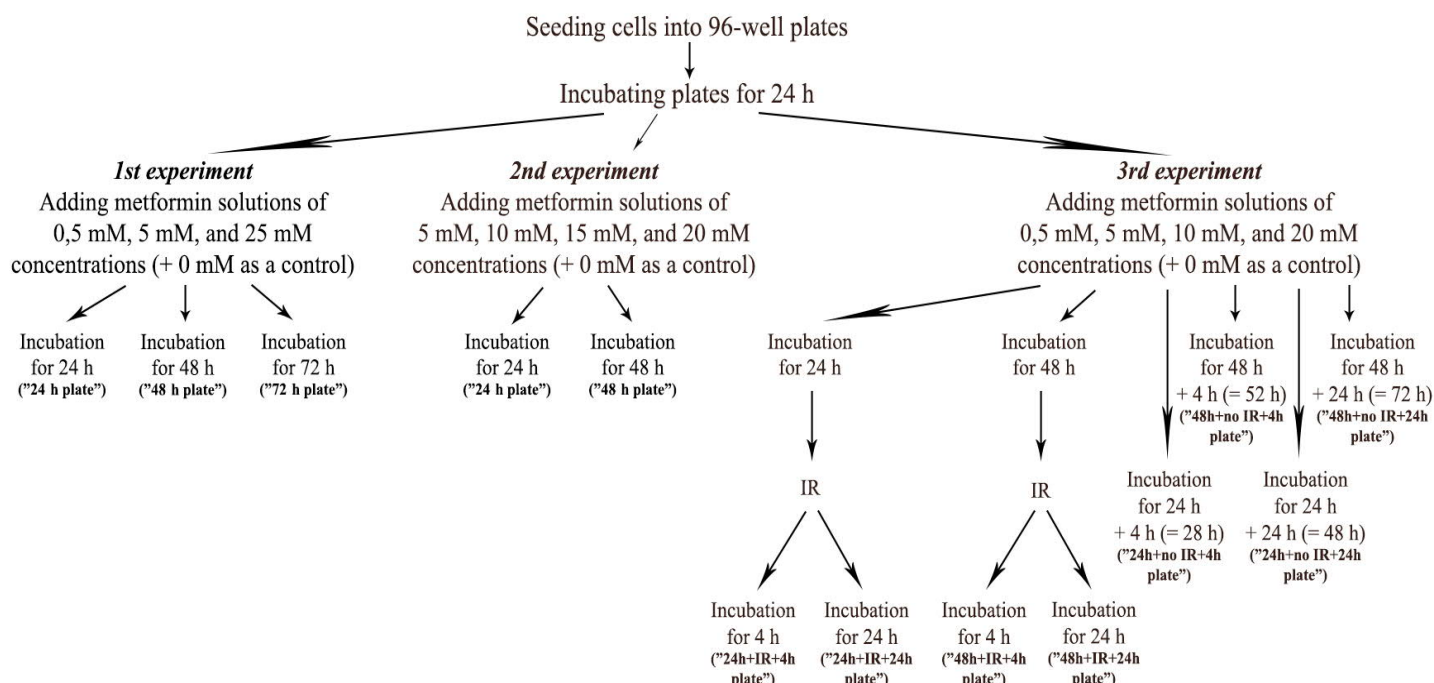 Seeding cells into 96-well plates
Incubating plates for 24 h
1st experiment
Adding metformin solutions of
0,5 mM, 5 mM, and 25 mM
concentrations (+ 0 mM as a control)
Incubation
for 24 h
("24 h plate")
Incubation
for 48 h
("48 h plate")
Incubation
for 72 h
("72 h plate")
2nd experiment
Adding metformin solutions of
5 mM, 10 mM, 15 mM, and 20 mM
concentrations (+ 0 mM as a control)
Incubation
for 24 h
("24 h plate")
Incubation
for 48 h
("48 h plate")
3rd experiment
Adding metformin solutions of
0,5 mM, 5 mM, 10 mM, and 20 mM
concentrations (+ 0 mM as a control)
Incubation
for 24 h
IR
Incubation
for 4 h
("24h+IR+4h
plate")
Incubation
for 24 h
("24h+IR+24h
plate")
Incubation
for 48 h
IR
Incubation
for 4 h
("48h+IR+4h
plate")
Incubation
for 24 h
("48h+IR+24h
plate")
Incubation
for 24 h
+ 4 h (= 28 h)
("24h+no IR+4h
plate")
Incubation
for 48 h
+ 4 h (= 52 h)
("48h+no IR+4h
plate")
Incubation
for 24 h
+ 24 h (= 48 h)
("24h+no IR+24h
plate")
Incubation
for 48 h
+ 24 h (= 72 h)
("48h+no IR+24h
plate")